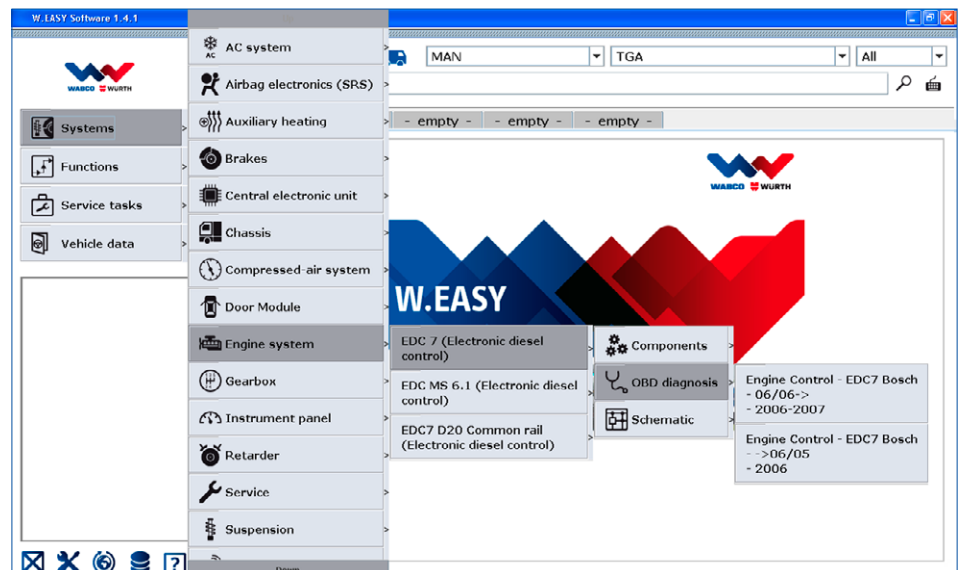 W.EASY Software 1.4.1
WABCO WURTH
MAN
TGA
All
Systems
Functions
Service tasks
Vehicle data
AC
AC system
Airbag electronics (SRS)
Auxiliary heating
Brakes
Central electronic unit
Chassis
Compressed-air system
Door Module
Engine system
Gearbox
Instrument panel
Retarder
Service
Suspension
Down
- empty -
- empty -
- empty -
WABCO WURTH
W.EASY
EDC 7 (Electronic diesel
control)
EDC MS 6.1 (Electronic diesel
control)
EDC7 D20 Common rail
(Electronic diesel control)
Components
OBD diagnosis
Schematic
Engine Control - EDC7 Bosch
- 06/06->
- 2006-2007
Engine Control - EDC7 Bosch
- -->06/05
- 2006